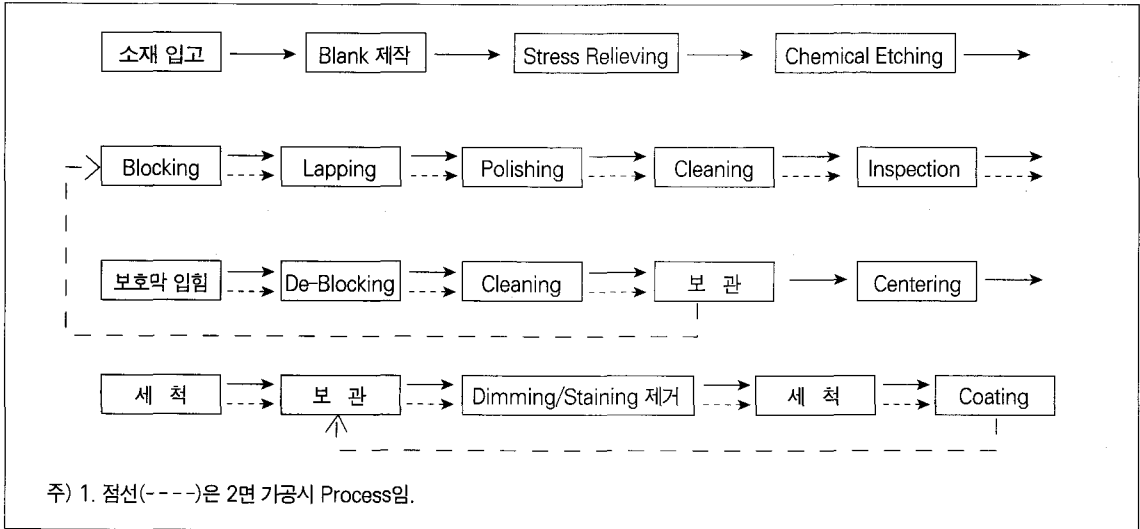 소재 입고 Blank 제작 Stress Relieving Chemical Etching
Blocking Lapping Polishing Cleaning Inspection
보호막 입힘 De-Blocking Cleaning 보 관 Centering
세 척 보 관 Dimming/Staining 제거 세 척 Coating
주) 1. 점선(----)은 2면 가공시 Process임.